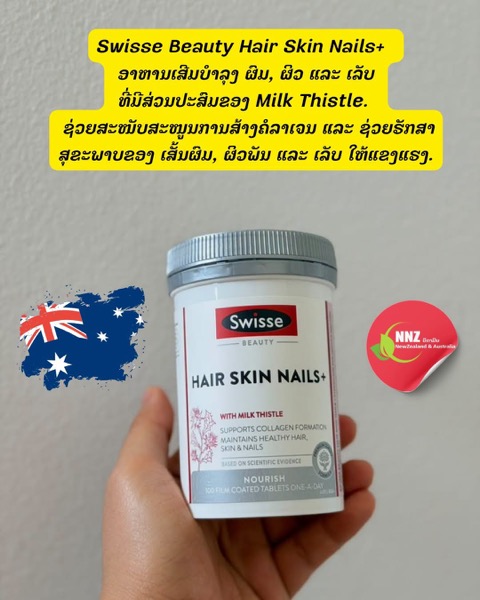 Swisse Beauty Hair Skin Nails+
ອາຫານເສີມບຳລຸງ ຜົມ, ຜິວ ແລະ ເລັບ
ທີ່ມີສ່ວນປະສົມຂອງ Milk Thistle.
ຊ່ວຍສະໜັບສະໜູນການສ້າງຄໍລາເຈນ ແລະ ຊ່ວຍຮັກສາ
ສຸຂະພາບຂອງ ເສັ້ນຜົມ, ຜິວພັນ ແລະ ເລັບ ໃຫ້ແຂງແຮງ.
Swisse
BEAUTY
HAIR SKIN NAILS+
WITH MILK THISTLE
SUPPORTS COLLAGEN FORMATION
MAINTAINS HEALTHY HAIR,
SKIN & NAILS
BASED ON SCIENTIFIC EVIDENCE
NOURISH
100 FILM COATED TABLETS ONE-A-DAY
NNZ ວິຕາມິນ
NewZealand & Australia